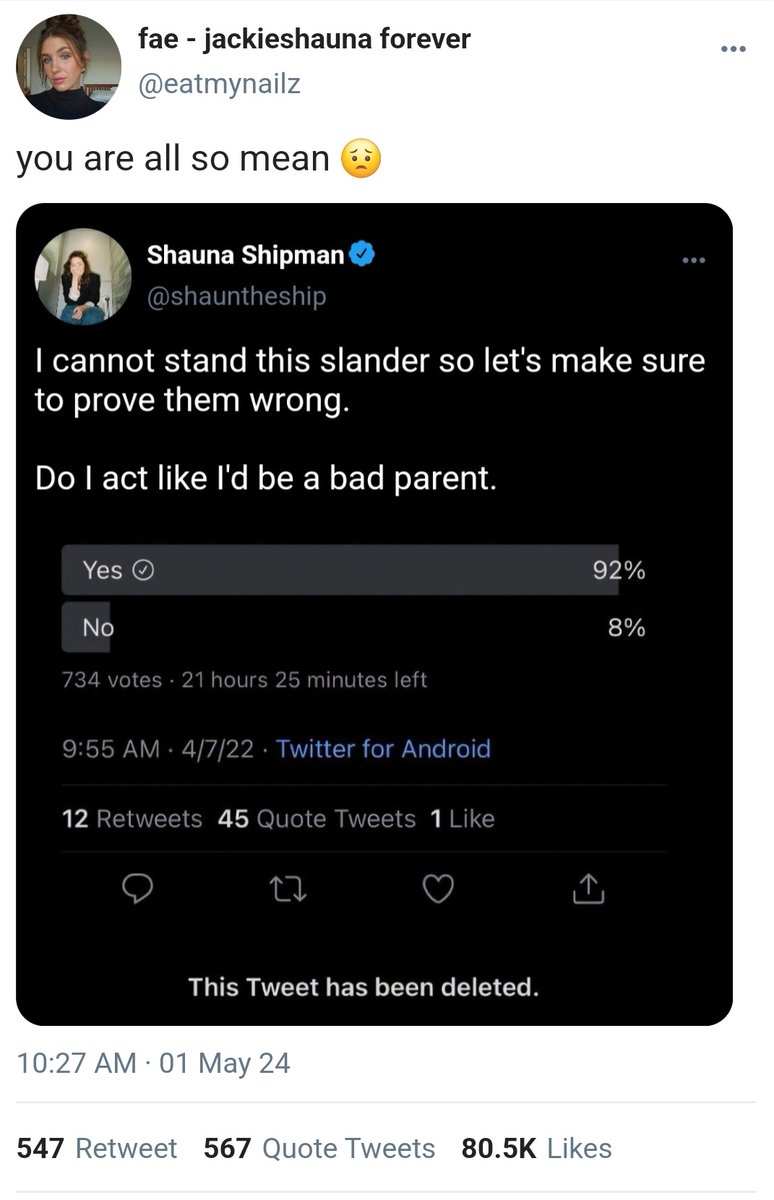 fae - jackieshauna forever
@eatmynailz
you are all so mean 😟
Shauna Shipman
@shauntheship
I cannot stand this slander so let's make sure
to prove them wrong.
Do I act like I'd be a bad parent.
Yes 92%
No 8%
734 votes · 21 hours 25 minutes left
9:55 AM · 4/7/22 · Twitter for Android
12 Retweets 45 Quote Tweets 1 Like
This Tweet has been deleted.
10:27 AM · 01 May 24
547 Retweet 567 Quote Tweets 80.5K Likes